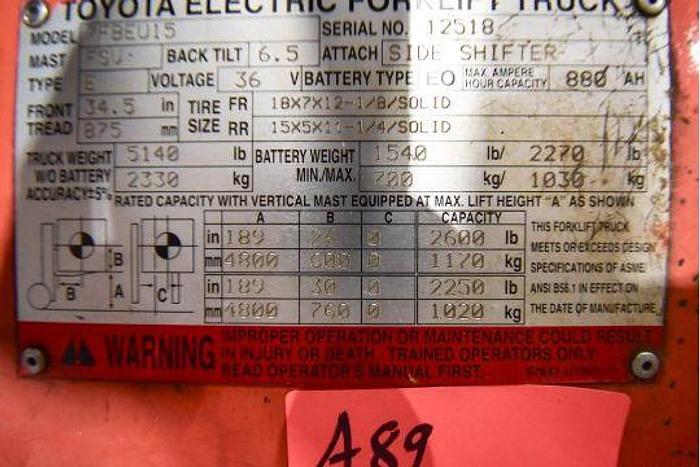 TOYOTA ELECTRIC FORKLIFT TRUCK
MODEL 7FBEU15 SERIAL NO. 12518
MAST FSV BACK TILT 6.5 ATTACH SIDE SHIFTER
TYPE E VOLTAGE 36 V BATTERY TYPE EO MAX. AMPERE HOUR CAPACITY 880 AH
FRONT 34.5 in TIRE FR 18X7X12-1/8/SOLID
TREAD 875 mm SIZE RR 15X5X11-1/4/SOLID
TRUCK WEIGHT 5140 lb BATTERY WEIGHT 1540 lb/ 2270 lb
W/O BATTERY 2330 kg MIN./MAX. 700 kg/ 1030 kg
ACCURACY±5% RATED CAPACITY WITH VERTICAL MAST EQUIPPED AT MAX. LIFT HEIGHT "A" AS SHOWN
A B C CAPACITY
in 189 24 0 2600 lb
mm 4800 600 0 1170 kg
in 189 30 0 2250 lb
mm 4800 760 0 1020 kg
B B A C
THIS FORKLIFT TRUCK
MEETS OR EXCEEDS DESIGN
SPECIFICATIONS OF ASME
ANSI B56.1 IN EFFECT ON
THE DATE OF MANUFACTURE
WARNING
IMPROPER OPERATION OR MAINTENANCE COULD RESULT
IN INJURY OR DEATH. TRAINED OPERATORS ONLY
READ OPERATOR'S MANUAL FIRST.
A89